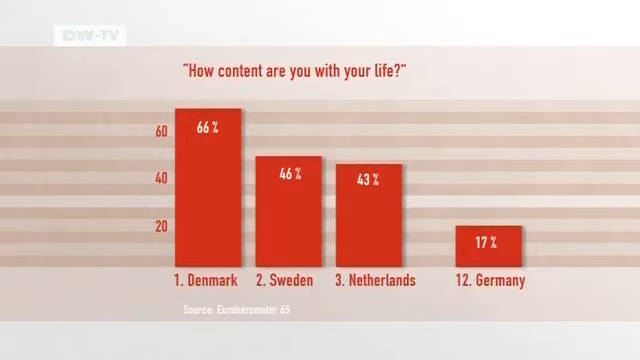 DW-TV
"How content are you with your life?"
66 %
60
46 %
43 %
40
20
17 %
1. Denmark 2. Sweden 3. Netherlands 12. Germany
Source: Eurobarometer 65